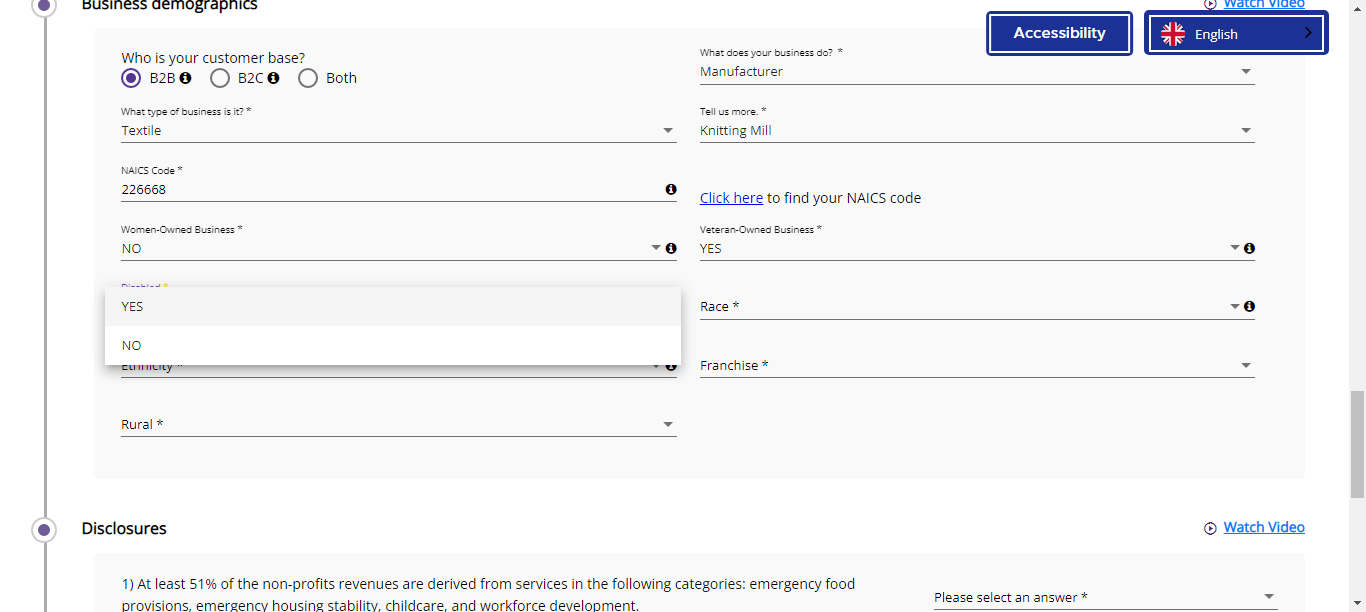 Business demographics
Watch Video
Accessibility
English
Who is your customer base?
B2B B2C Both
What does your business do? *
Manufacturer
What type of business is it? *
Textile
Tell us more. *
Knitting Mill
NAICS Code *
226668
Click here to find your NAICS code
Women-Owned Business *
NO
Veteran-Owned Business *
YES
Disabled *
YES
NO
Race *
Ethnicity *
Franchise *
Rural *
Disclosures
Watch Video
1) At least 51% of the non-profits revenues are derived from services in the following categories: emergency food
provisions, emergency housing stability, childcare, and workforce development.
Please select an answer *